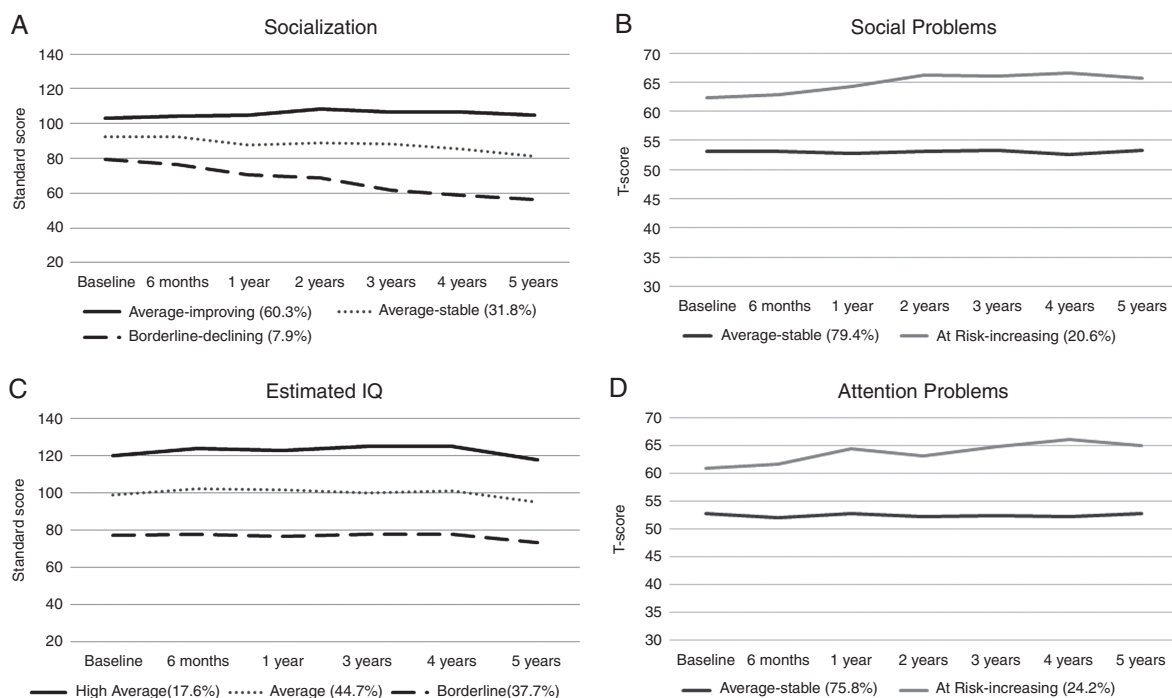 A
Socialization
140
120
100
80
60
40
20
Standard score
Baseline 6 months 1 year 2 years 3 years 4 years 5 years
Average-improving (60.3%) Average-stable (31.8%)
Borderline-declining (7.9%)
B
Social Problems
70
65
60
55
50
45
40
35
30
T-score
Baseline 6 months 1 year 2 years 3 years 4 years 5 years
Average-stable (79.4%) At Risk-increasing (20.6%)
C
Estimated IQ
140
120
100
80
60
40
20
Standard score
Baseline 6 months 1 year 3 years 4 years 5 years
High Average(17.6%) Average (44.7%) Borderline(37.7%)
D
Attention Problems
70
65
60
55
50
45
40
35
30
T-score
Baseline 6 months 1 year 2 years 3 years 4 years 5 years
Average-stable (75.8%) At Risk-increasing (24.2%)